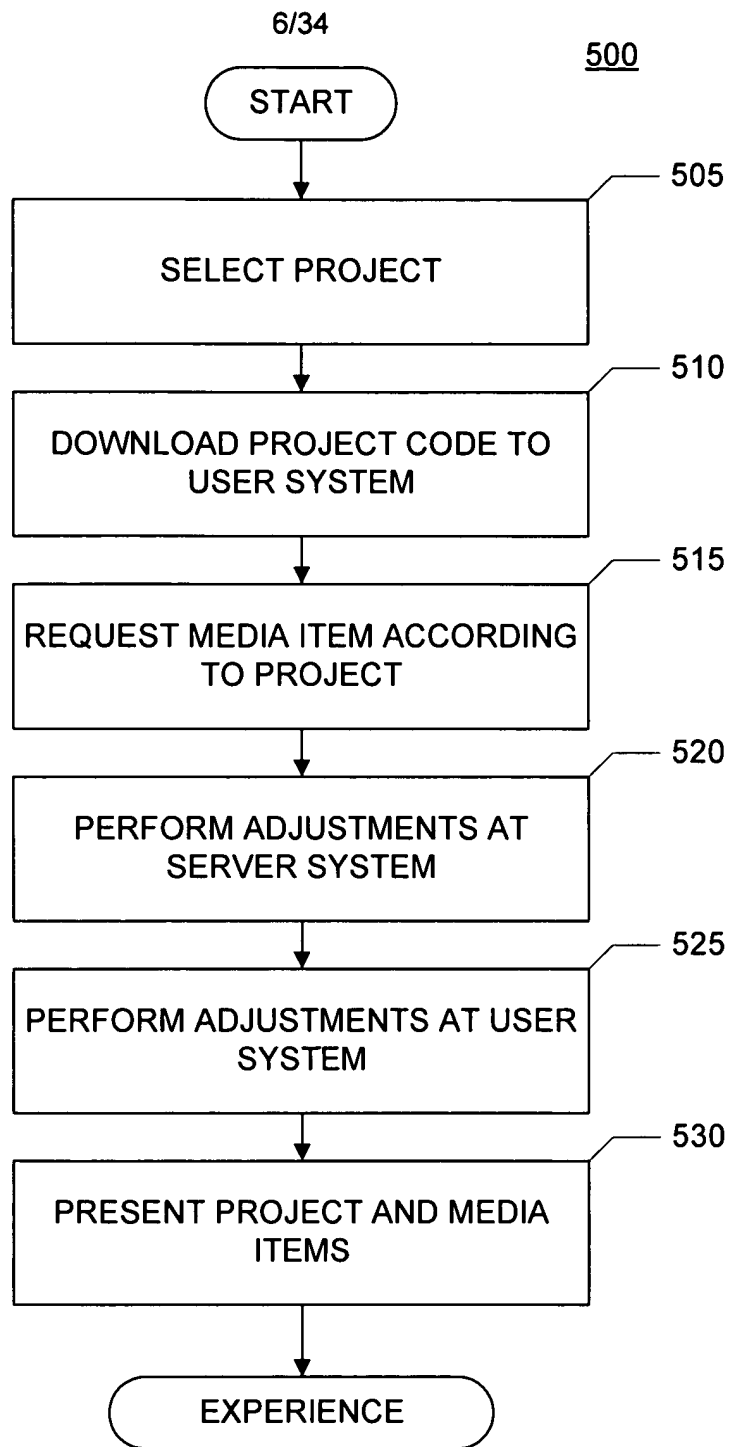 6/34
500
START
505
SELECT PROJECT
510
DOWNLOAD PROJECT CODE TO
USER SYSTEM
515
REQUEST MEDIA ITEM ACCORDING
TO PROJECT
520
PERFORM ADJUSTMENTS AT
SERVER SYSTEM
525
PERFORM ADJUSTMENTS AT USER
SYSTEM
530
PRESENT PROJECT AND MEDIA
ITEMS
EXPERIENCE